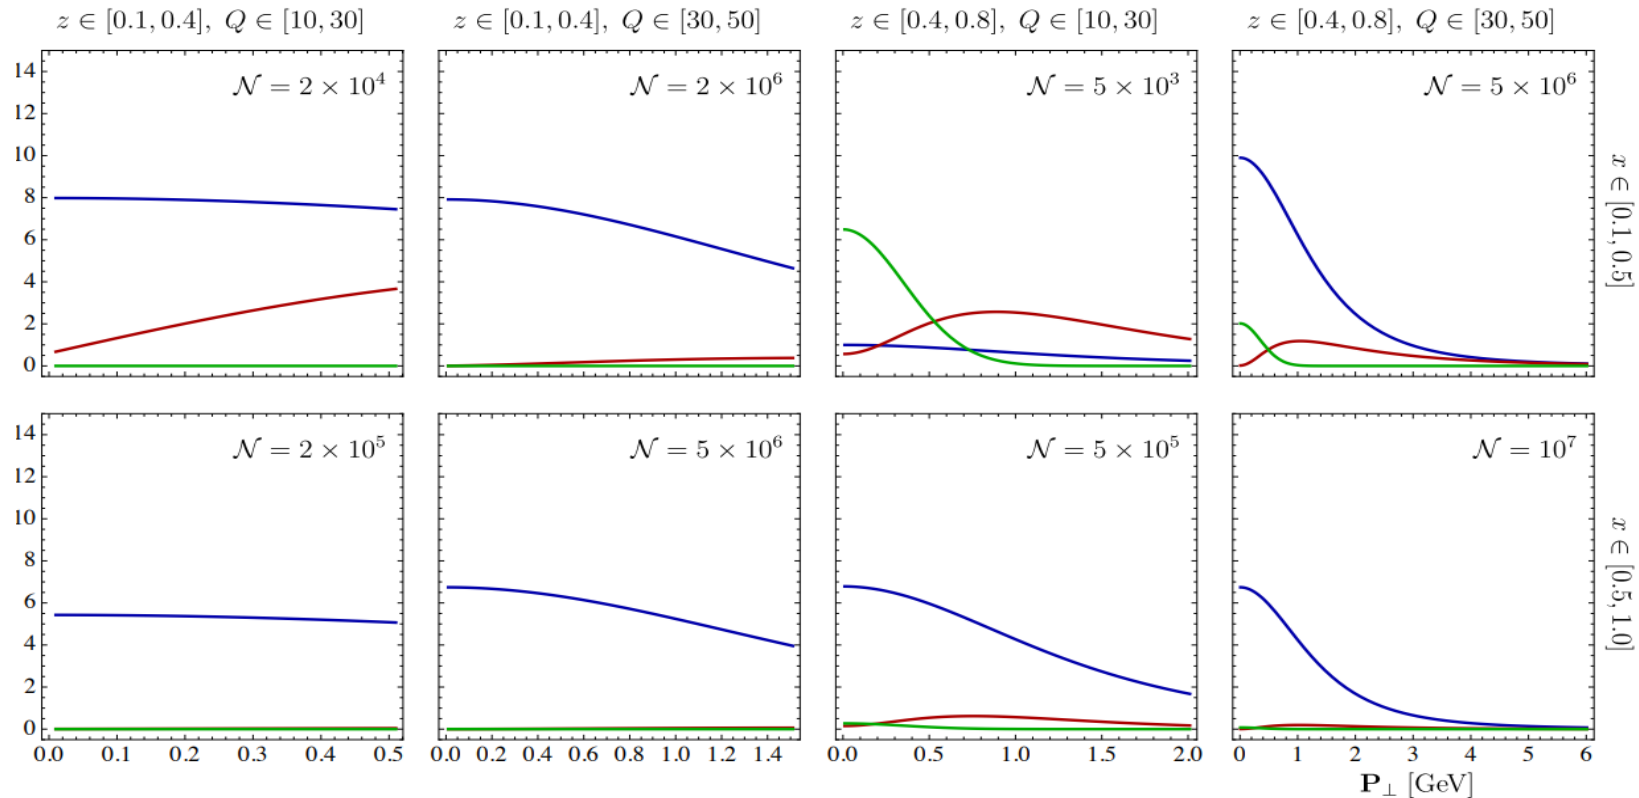 z ∈ [0.1, 0.4], Q ∈ [10, 30]
z ∈ [0.1, 0.4], Q ∈ [30, 50]
z ∈ [0.4, 0.8], Q ∈ [10, 30]
z ∈ [0.4, 0.8], Q ∈ [30, 50]
14
12
10
8
6
4
2
0
𝒩 = 2 × 10⁴
𝒩 = 2 × 10⁶
𝒩 = 5 × 10³
𝒩 = 5 × 10⁶
x ∈ [0.1, 0.5]
14
12
10
8
6
4
2
0
𝒩 = 2 × 10⁵
𝒩 = 5 × 10⁶
𝒩 = 5 × 10⁵
𝒩 = 10⁷
x ∈ [0.5, 1.0]
0.0 0.1 0.2 0.3 0.4 0.5
0.0 0.2 0.4 0.6 0.8 1.0 1.2 1.4
0.0 0.5 1.0 1.5 2.0
0 1 2 3 4 5 6
P⊥ [GeV]